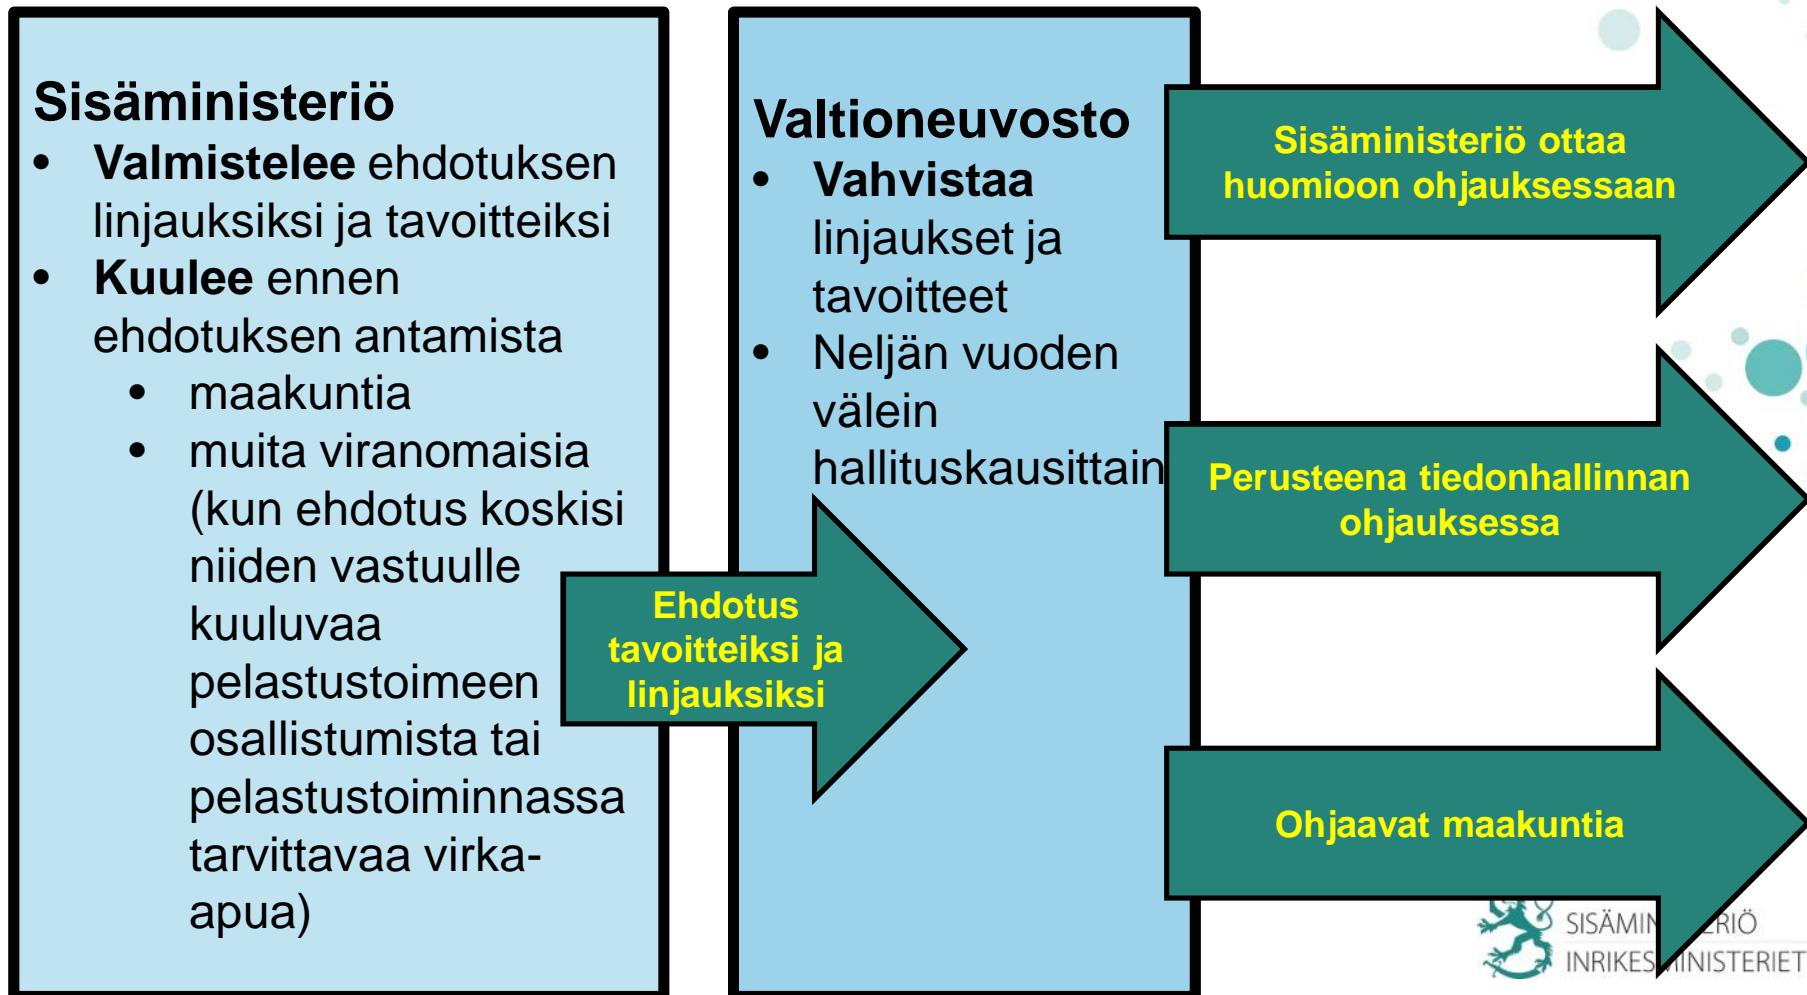 Sisäministeriö
• Valmistelee ehdotuksen
linjauksiksi ja tavoitteiksi
• Kuulee ennen
ehdotuksen antamista
• maakuntia
• muita viranomaisia
(kun ehdotus koskisi
niiden vastuulle
kuuluvaa
pelastustoimeen
osallistumista tai
pelastustoiminnassa
tarvittavaa virka-
apua)
Ehdotus
tavoitteiksi ja
linjauksiksi
Valtioneuvosto
• Vahvistaa
linjaukset ja
tavoitteet
• Neljän vuoden
välein
hallituskausittain
Sisäministeriö ottaa
huomioon ohjauksessaan
Perusteena tiedonhallinnan
ohjauksessa
Ohjaavat maakuntia
INRIKESMINISTERIET